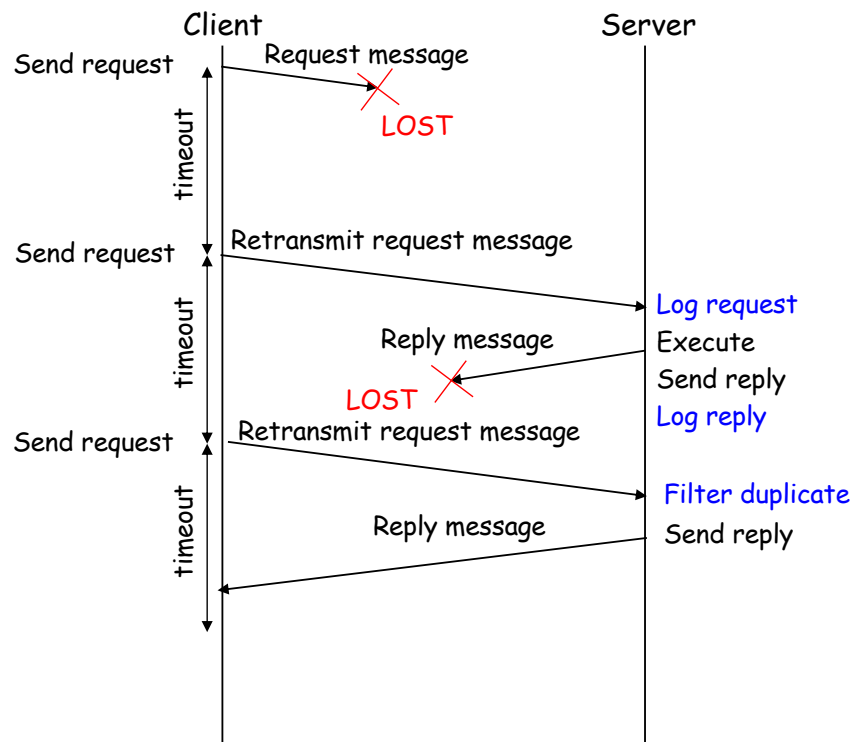 Client
Server
Send request
Request message
LOST
timeout
Send request
Retransmit request message
Log request
timeout
Reply message
Execute
Send reply
LOST
Log reply
Send request
Retransmit request message
Filter duplicate
timeout
Reply message
Send reply